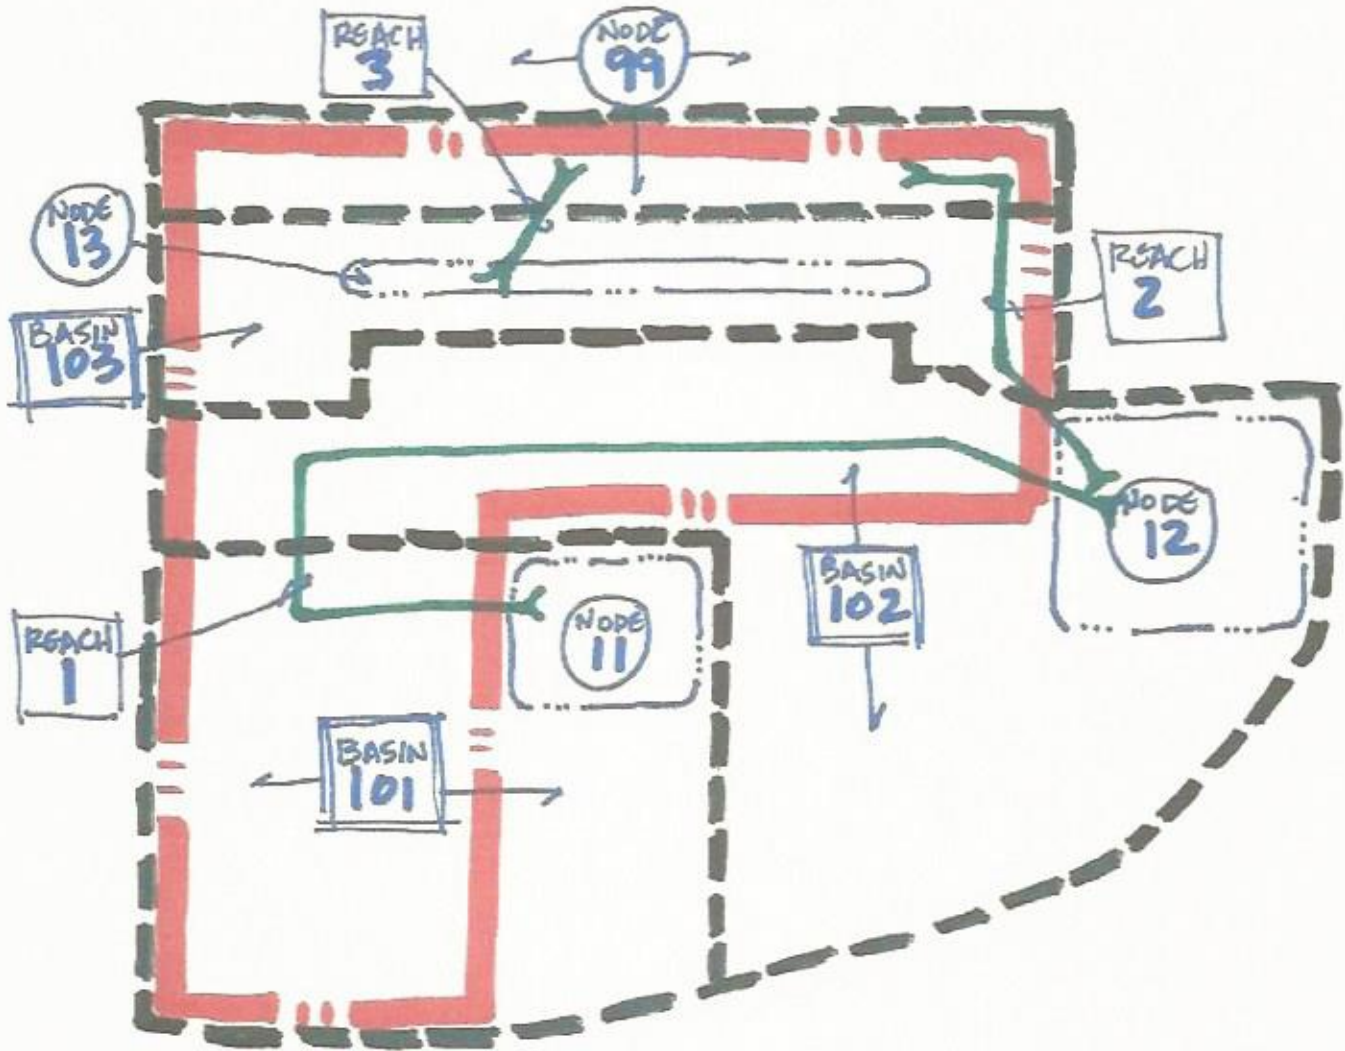 REACH
3
NODE
99
NODE
13
REACH
2
BASIN
103
NODE
12
BASIN
102
NODE
11
REACH
1
BASIN
101